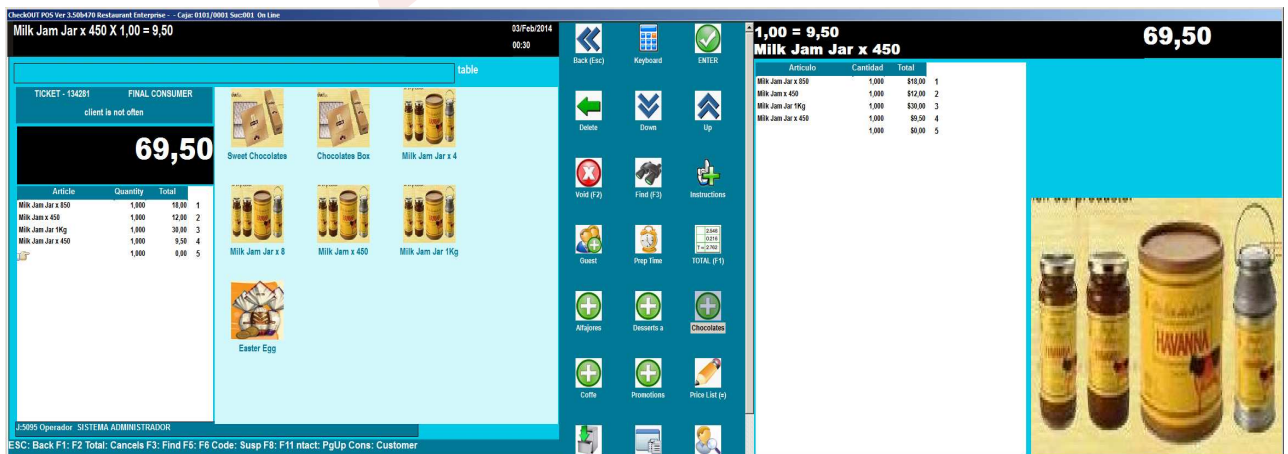 CheckOUT POS Ver 3.50b470 Restaurant Enterprise - - Caja: 0101/0001 Suc:001 On Line
Milk Jam Jar x 450 X 1,00 = 9,50
03/Feb/2014
00:30
table
TICKET - 134281 FINAL CONSUMER
client is not often
69,50
Article Quantity Total
Milk Jam Jar x 850 1,000 18,00 1
Milk Jam x 450 1,000 12,00 2
Milk Jam Jar 1Kg 1,000 30,00 3
Milk Jam Jar x 450 1,000 9,50 4
1,000 0,00 5
Sweet Chocolates Chocolates Box Milk Jam Jar x 4
Milk Jam Jar x 8 Milk Jam x 450 Milk Jam Jar 1Kg
Easter Egg
J:5095 Operador SISTEMA ADMINISTRADOR
ESC: Back F1: F2 Total: Cancels F3: Find F5: F6 Code: Susp F8: F11 ntact: PgUp Cons: Customer
Back (Esc) Keyboard ENTER
Delete Down Up
Void (F2) Find (F3) Instructions
2.546
0.216
T = 2.762
Guest Prep Time TOTAL (F1)
Alfajores Desserts a Chocolates
Coffe Promotions Price List (=)
1,00 = 9,50
Milk Jam Jar x 450
69,50
Articulo Cantidad Total
Milk Jam Jar x 850 1,000 $18,00 1
Milk Jam x 450 1,000 $12,00 2
Milk Jam Jar 1Kg 1,000 $30,00 3
Milk Jam Jar x 450 1,000 $9,50 4
1,000 $0,00 5
HAVANNA